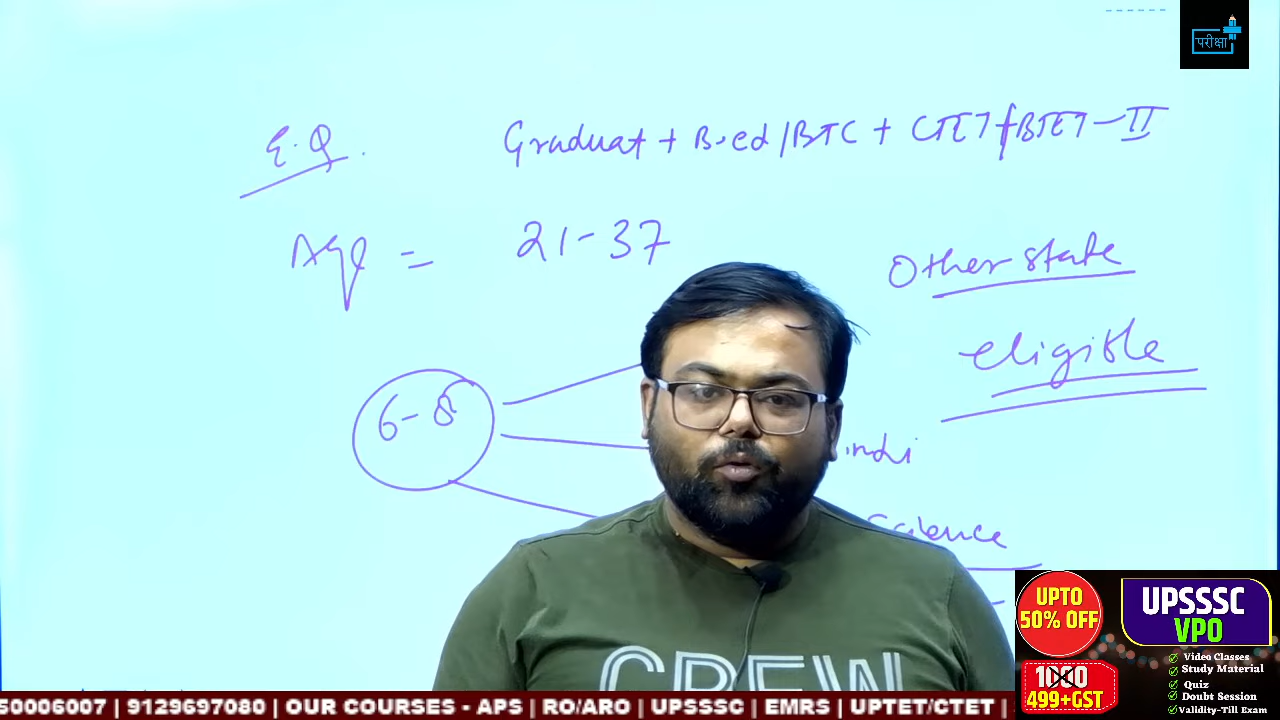 परीक्षा
E.Q.
Graduat + B.ed/BTC + CTET/BTET-II
Age = 21-37
Other state
eligible
6-8
indi
Science
CREW
UPTO
50% OFF
UPSSSC
VPO
1000
499+GST
Video Classes
Study Material
Quiz
Doubt Session
Validity-Till Exam
50006007 | 9129697080 | OUR COURSES - APS | RO/ARO | UPSSSC | EMRS | UPTET/CTET |